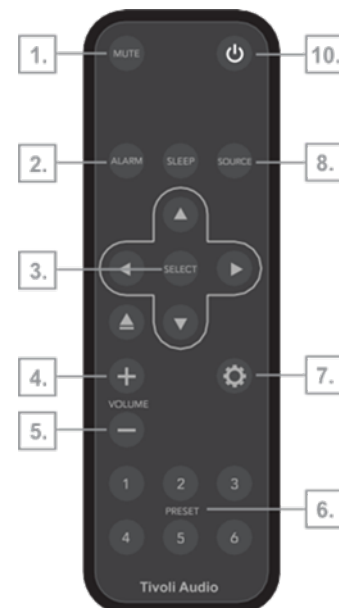 1. MUTE 10.
2. ALARM SLEEP SOURCE 8.
3. SELECT
4.
VOLUME 7.
5.
1 2 3
PRESET 6.
4 5 6
Tivoli Audio